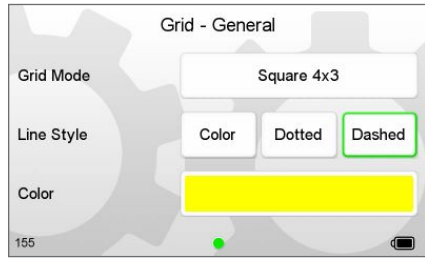 Grid - General
Grid Mode Square 4x3
Line Style Color Dotted Dashed
Color
155